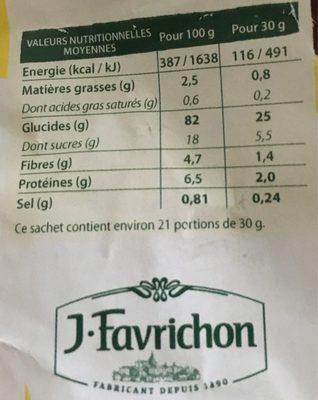 VALEURS NUTRITIONNELLES MOYENNES Pour 100 g Pour 30 g
Energie (kcal / kJ) 387 / 1638 116 / 491
Matières grasses (g) 2,5 0,8
Dont acides gras saturés (g) 0,6 0,2
Glucides (g) 82 25
Dont sucres (g) 18 5,5
Fibres (g) 4,7 1,4
Protéines (g) 6,5 2,0
Sel (g) 0,81 0,24
Ce sachet contient environ 21 portions de 30 g.
J·Favrichon
FABRICANT DEPUIS 1890